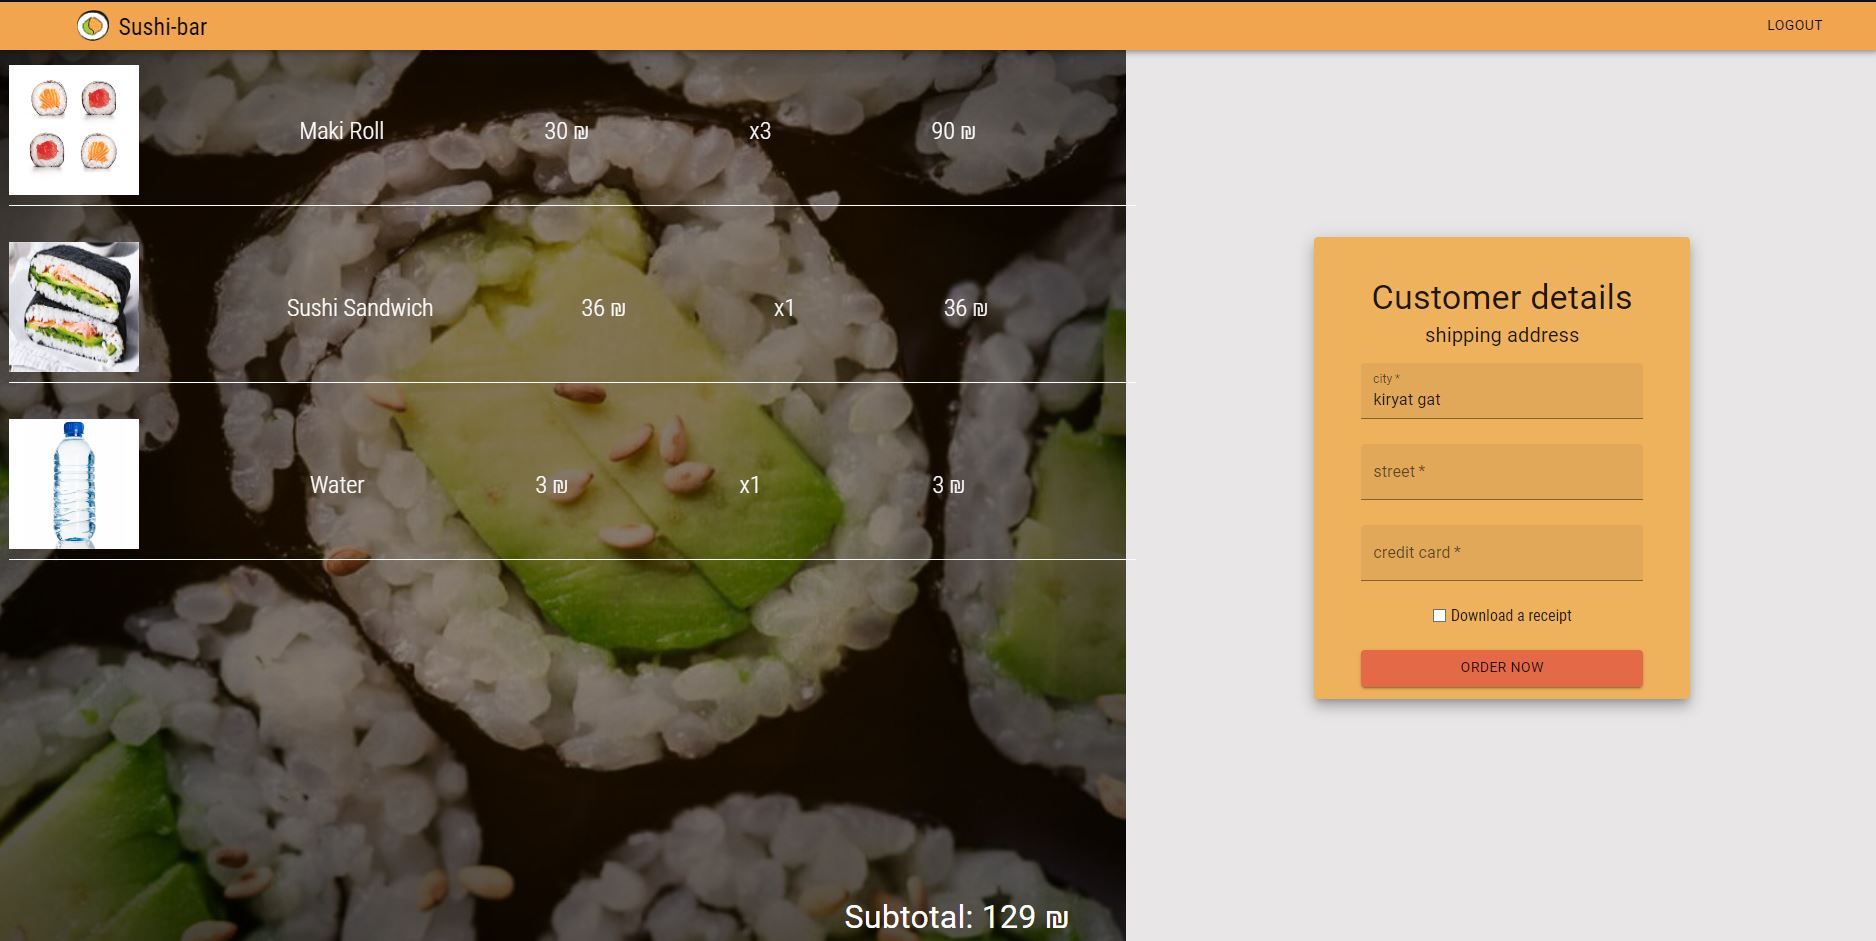 Sushi-bar
LOGOUT
Maki Roll 30 ₪ x3 90 ₪
Sushi Sandwich 36 ₪ x1 36 ₪
Water 3 ₪ x1 3 ₪
Subtotal: 129 ₪
Customer details
shipping address
city *
kiryat gat
street *
credit card *
Download a receipt
ORDER NOW